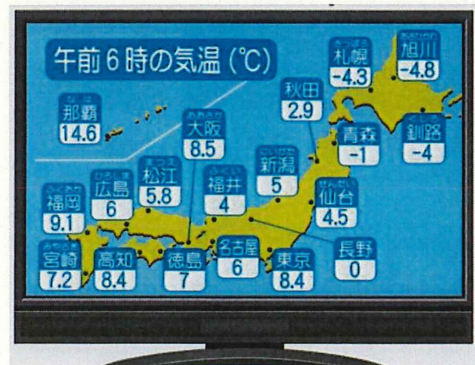 午前6時の気温(℃)
札幌
-4.3
旭川
-4.8
那覇
14.6
秋田
2.9
大阪
8.5
青森
-1
釧路
-4
新潟
5
松江
5.8
広島
6
福井
4
福岡
9.1
仙台
4.5
宮崎
7.2
高知
8.4
徳島
7
名古屋
6
東京
8.4
長野
0